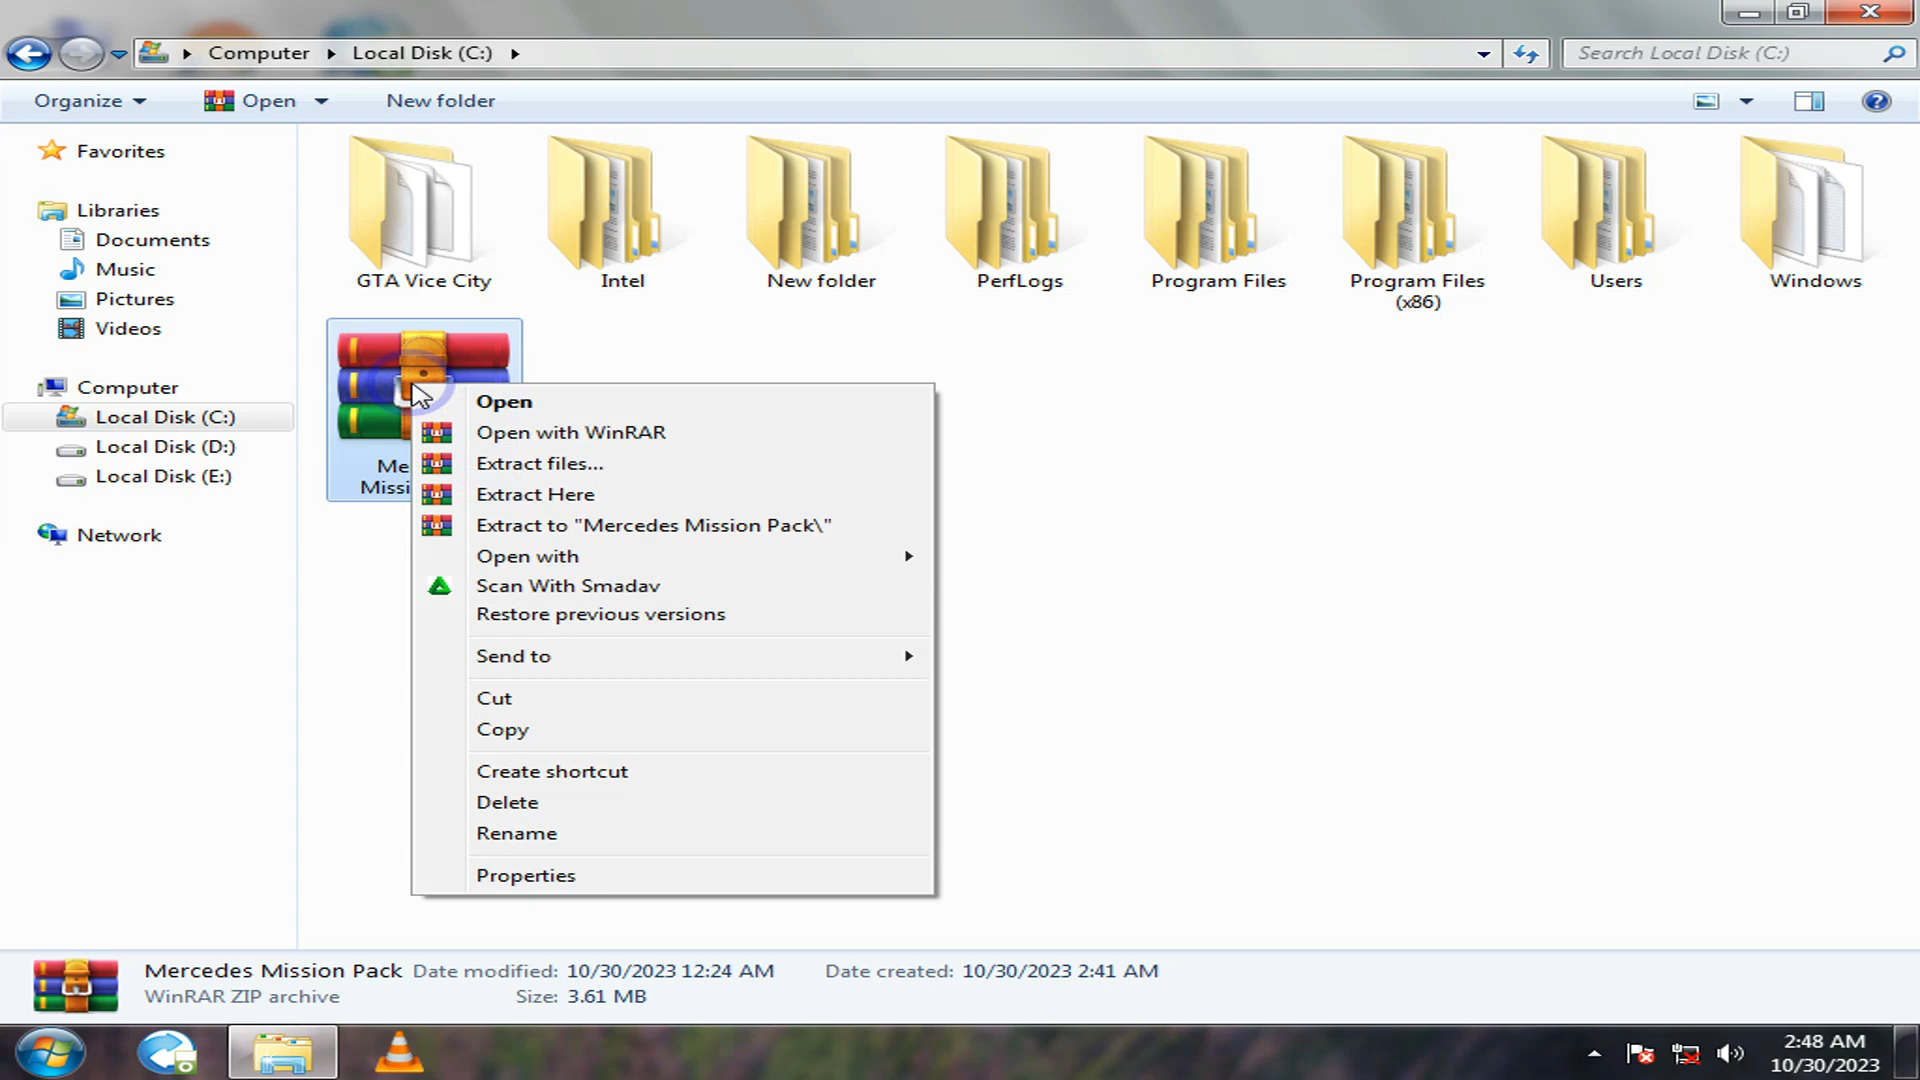 Computer
Local Disk (C:)
Search Local Disk (C:)
Organize
Open
New folder
Favorites
Libraries
Documents
Music
Pictures
Videos
Computer
Local Disk (C:)
Local Disk (D:)
Local Disk (E:)
Network
GTA Vice City
Intel
New folder
PerfLogs
Program Files
Program Files
(x86)
Users
Windows
Me
Missi
Open
Open with WinRAR
Extract files...
Extract Here
Extract to "Mercedes Mission Pack\"
Open with
Scan With Smadav
Restore previous versions
Send to
Cut
Copy
Create shortcut
Delete
Rename
Properties
Mercedes Mission Pack Date modified: 10/30/2023 12:24 AM Date created: 10/30/2023 2:41 AM
WinRAR ZIP archive Size: 3.61 MB
2:48 AM
10/30/2023